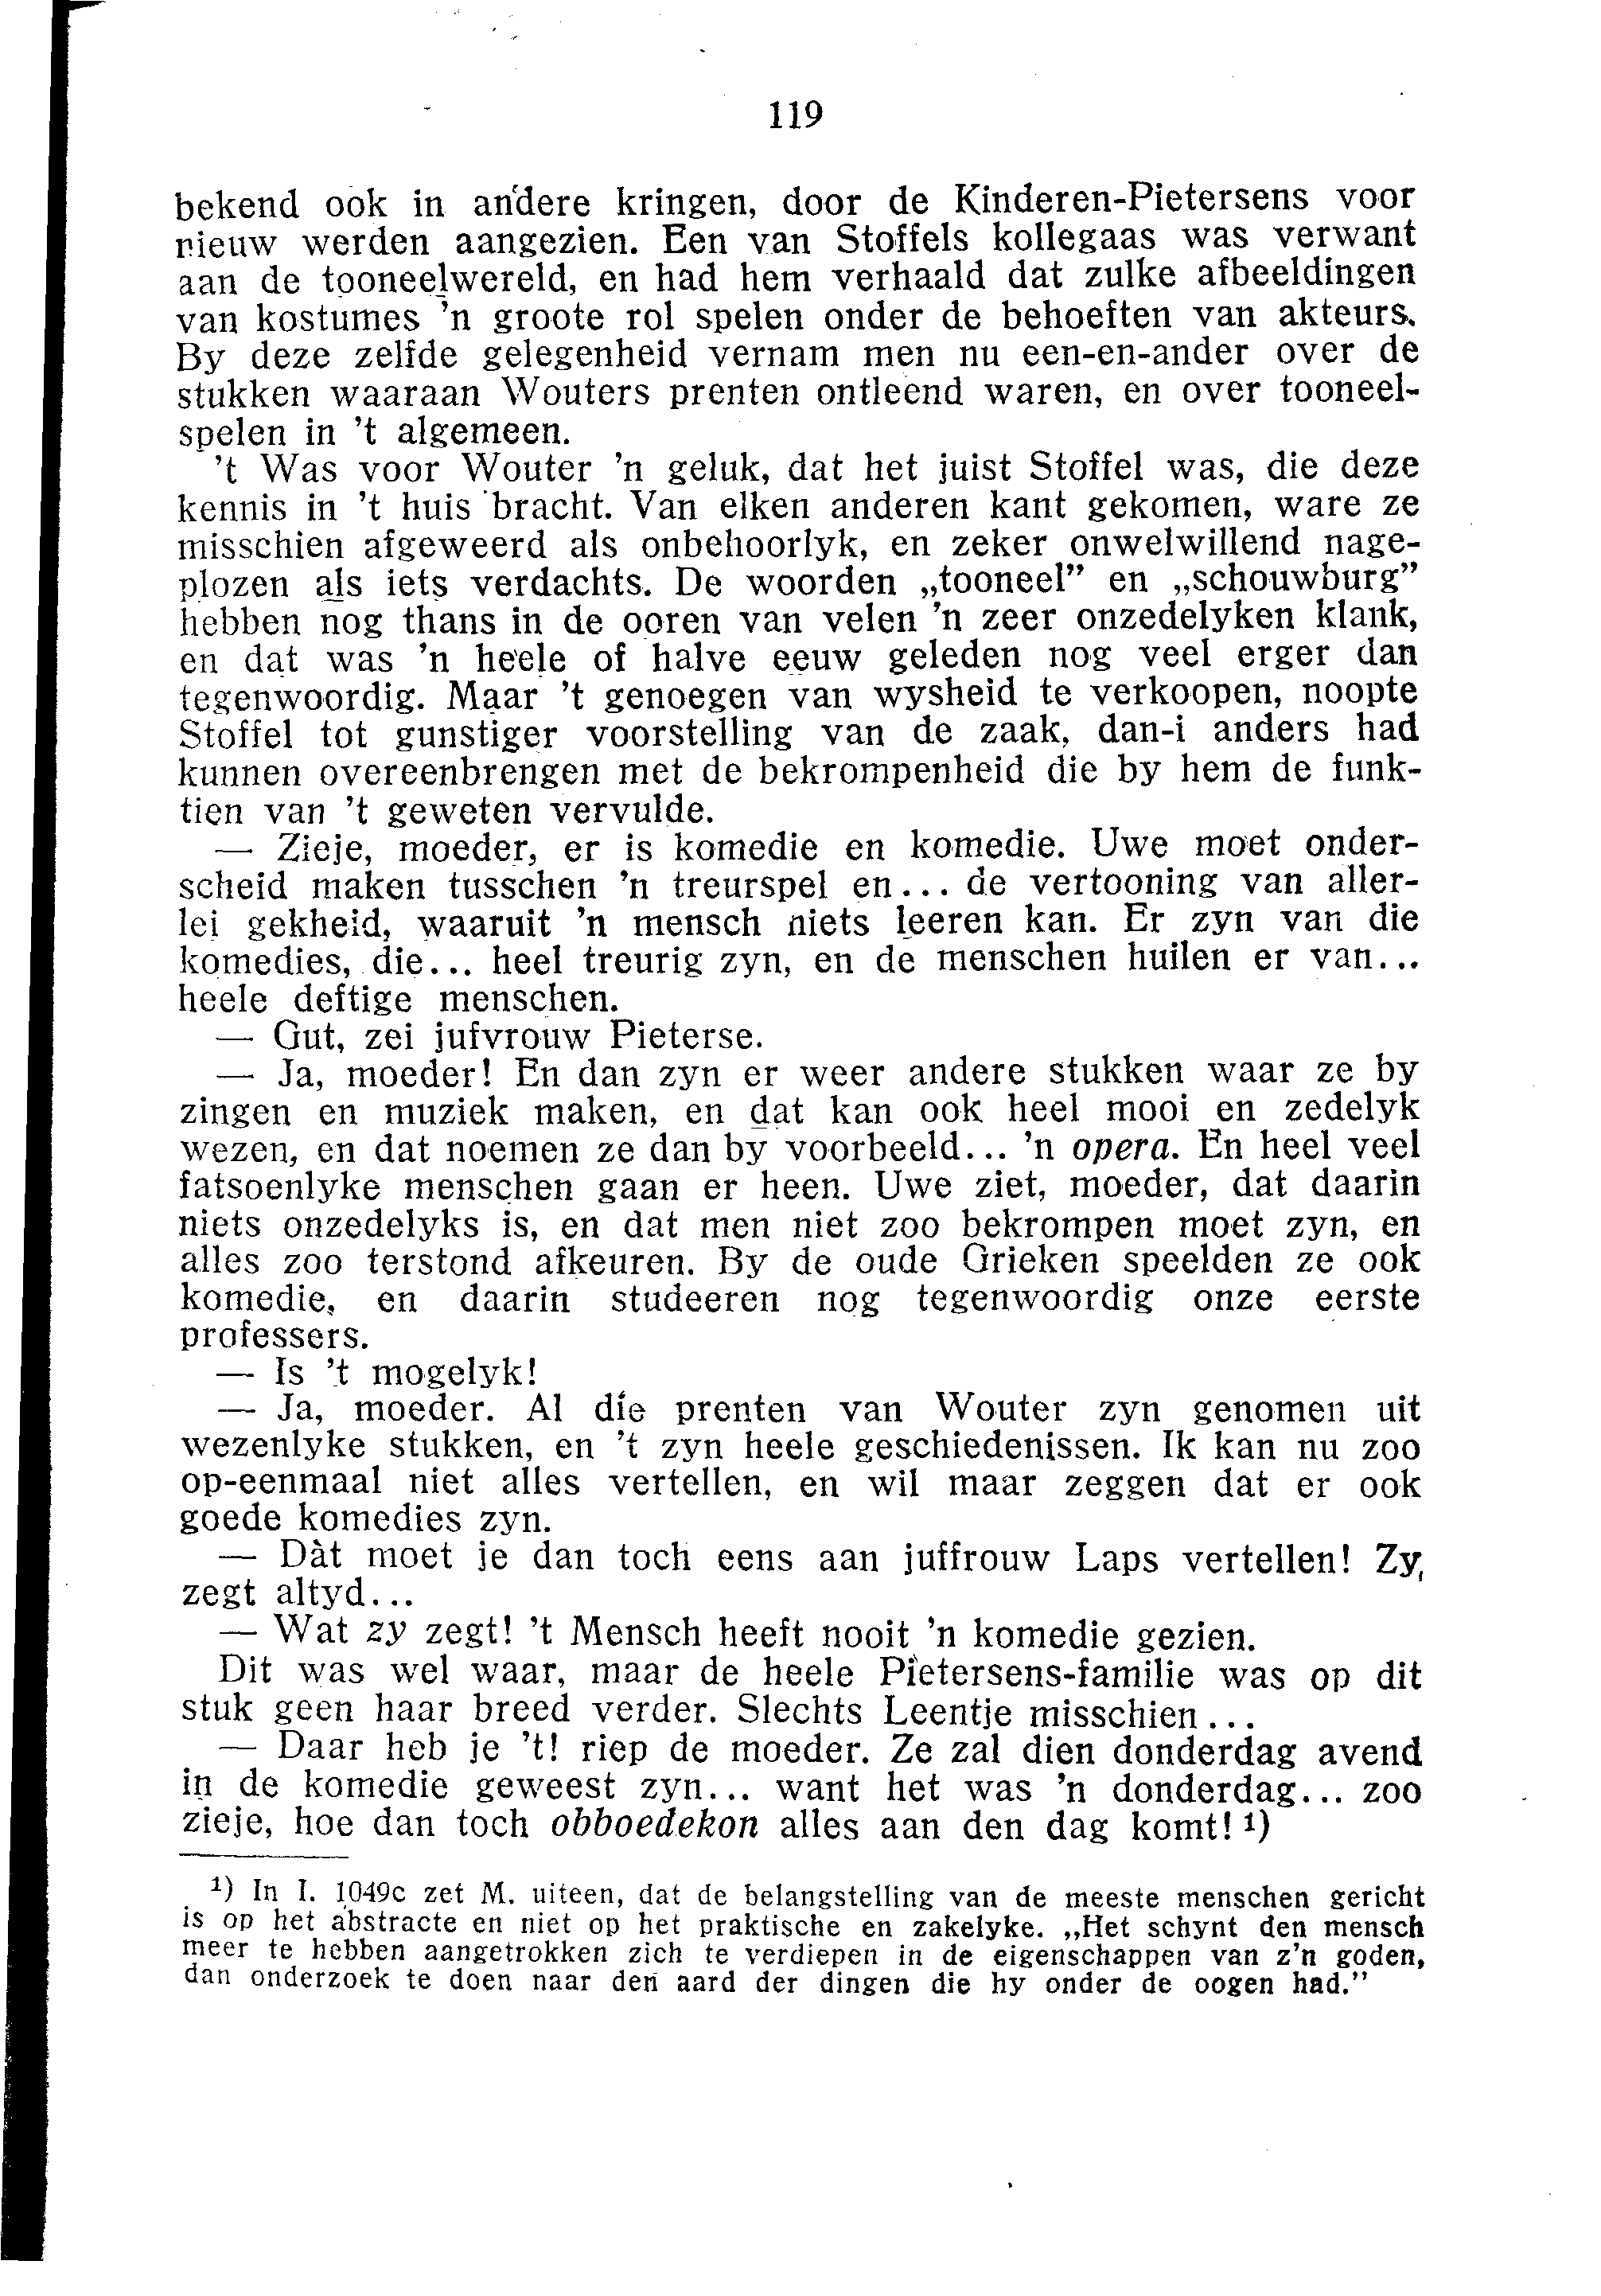 119
bekend ook in andere kringen, door de Kinderen-Pietersens voor
nieuw werden aangezien. Een van Stoffels kollegaas was verwant
aan de tooneelwereld, en had hem verhaald dat zulke afbeeldingen
van kostumes 'n groote rol spelen onder de behoeften van akteurs.
By deze zelfde gelegenheid vernam men nu een-en-ander over de
stukken waaraan Wouters prenten ontleend waren, en over tooneel-
spelen in 't algemeen.
't Was voor Wouter 'n geluk, dat het juist Stoffel was, die deze
kennis in 't huis bracht. Van elken anderen kant gekomen, ware ze
misschien afgeweerd als onbehoorlyk, en zeker onwelwillend nage-
plozen als iets verdachts. De woorden „tooneel” en „schouwburg”
hebben nog thans in de ooren van velen 'n zeer onzedelyken klank,
en dat was 'n heele of halve eeuw geleden nog veel erger dan
tegenwoordig. Maar 't genoegen van wysheid te verkoopen, noopte
Stoffel tot gunstiger voorstelling van de zaak, dan-i anders had
kunnen overeenbrengen met de bekrompenheid die by hem de funk-
tien van 't geweten vervulde.
— Zieje, moeder, er is komedie en komedie. Uwe moet onder-
scheid maken tusschen 'n treurspel en... de vertooning van aller-
lei gekheid, waaruit 'n mensch niets leeren kan. Er zyn van die
komedies, die... heel treurig zyn, en de menschen huilen er van...
heele deftige menschen.
— Gut, zei jufvrouw Pieterse.
— Ja, moeder! En dan zyn er weer andere stukken waar ze by
zingen en muziek maken, en dat kan ook heel mooi en zedelyk
wezen, en dat noemen ze dan by voorbeeld... 'n opera. En heel veel
fatsoenlyke menschen gaan er heen. Uwe ziet, moeder, dat daarin
niets onzedelyks is, en dat men niet zoo bekrompen moet zyn, en
alles zoo terstond afkeuren. By de oude Grieken speelden ze ook
komedie, en daarin studeeren nog tegenwoordig onze eerste
professers.
— Is 't mogelyk!
— Ja, moeder. Al díe prenten van Wouter zyn genomen uit
wezenlyke stukken, en 't zyn heele geschiedenissen. Ik kan nu zoo
op-eenmaal niet alles vertellen, en wil maar zeggen dat er ook
goede komedies zyn.
— Dàt moet je dan toch eens aan juffrouw Laps vertellen! Zy,
zegt altyd...
— Wat zy zegt! 't Mensch heeft nooit 'n komedie gezien.
Dit was wel waar, maar de heele Pietersens-familie was op dit
stuk geen haar breed verder. Slechts Leentje misschien...
— Daar heb je 't! riep de moeder. Ze zal dien donderdag avend
in de komedie geweest zyn... want het was 'n donderdag... zoo
zieje, hoe dan toch obboedekon alles aan den dag komt! ¹)
¹) In I. 1049c zet M. uiteen, dat de belangstelling van de meeste menschen gericht
is op het abstracte en niet op het praktische en zakelyke. „Het schynt den mensch
meer te hebben aangetrokken zich te verdiepen in de eigenschappen van z'n goden,
dan onderzoek te doen naar den aard der dingen die hy onder de oogen had.”